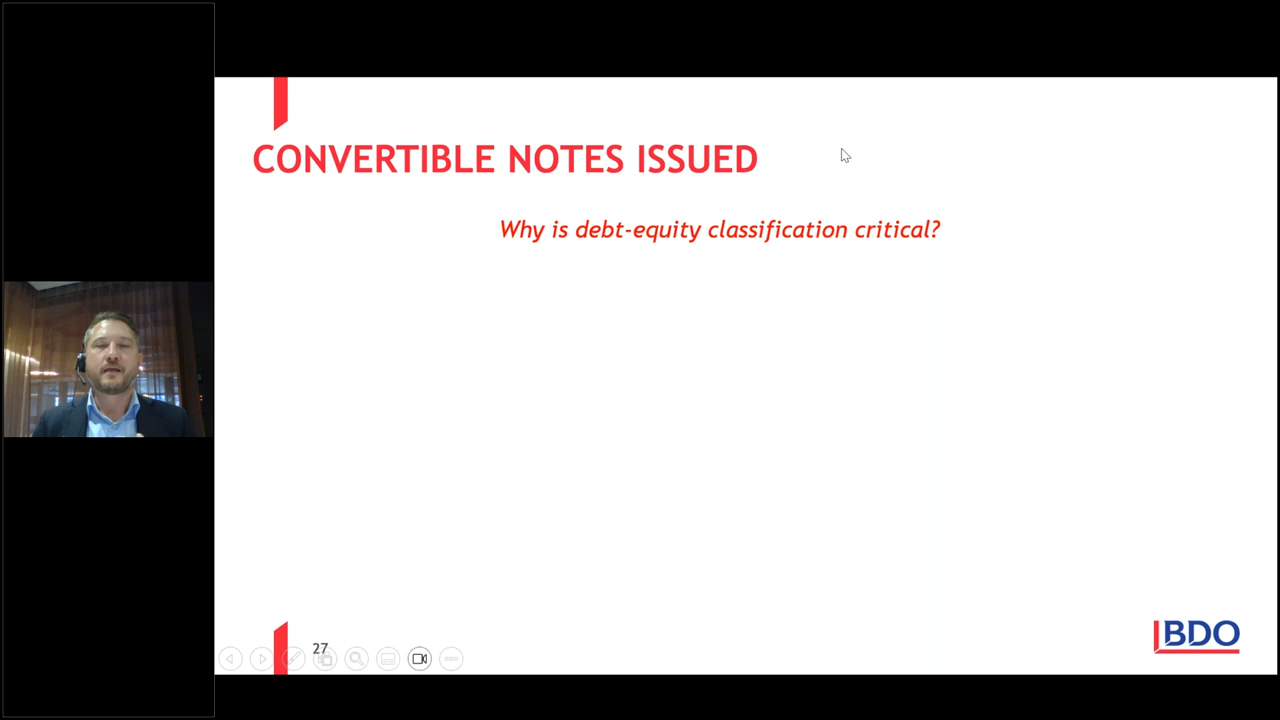 CONVERTIBLE NOTES ISSUED
Why is debt-equity classification critical?
27
BDO